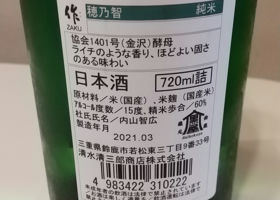 作 穂乃智 純米
ZAKU
協会1401号(金沢)酵母
ライチのような香り、ほどよい固さ
のある味わい
日本酒 720ml詰
原材料/米(国産)、米麹(国産米)
アルコール度数/15度、精米歩合/60%
杜氏氏名/内山智広
製造年月
2021.03
三重県鈴鹿市若松東三丁目9番33号
清水清三郎商店株式会社
4 983422 310222